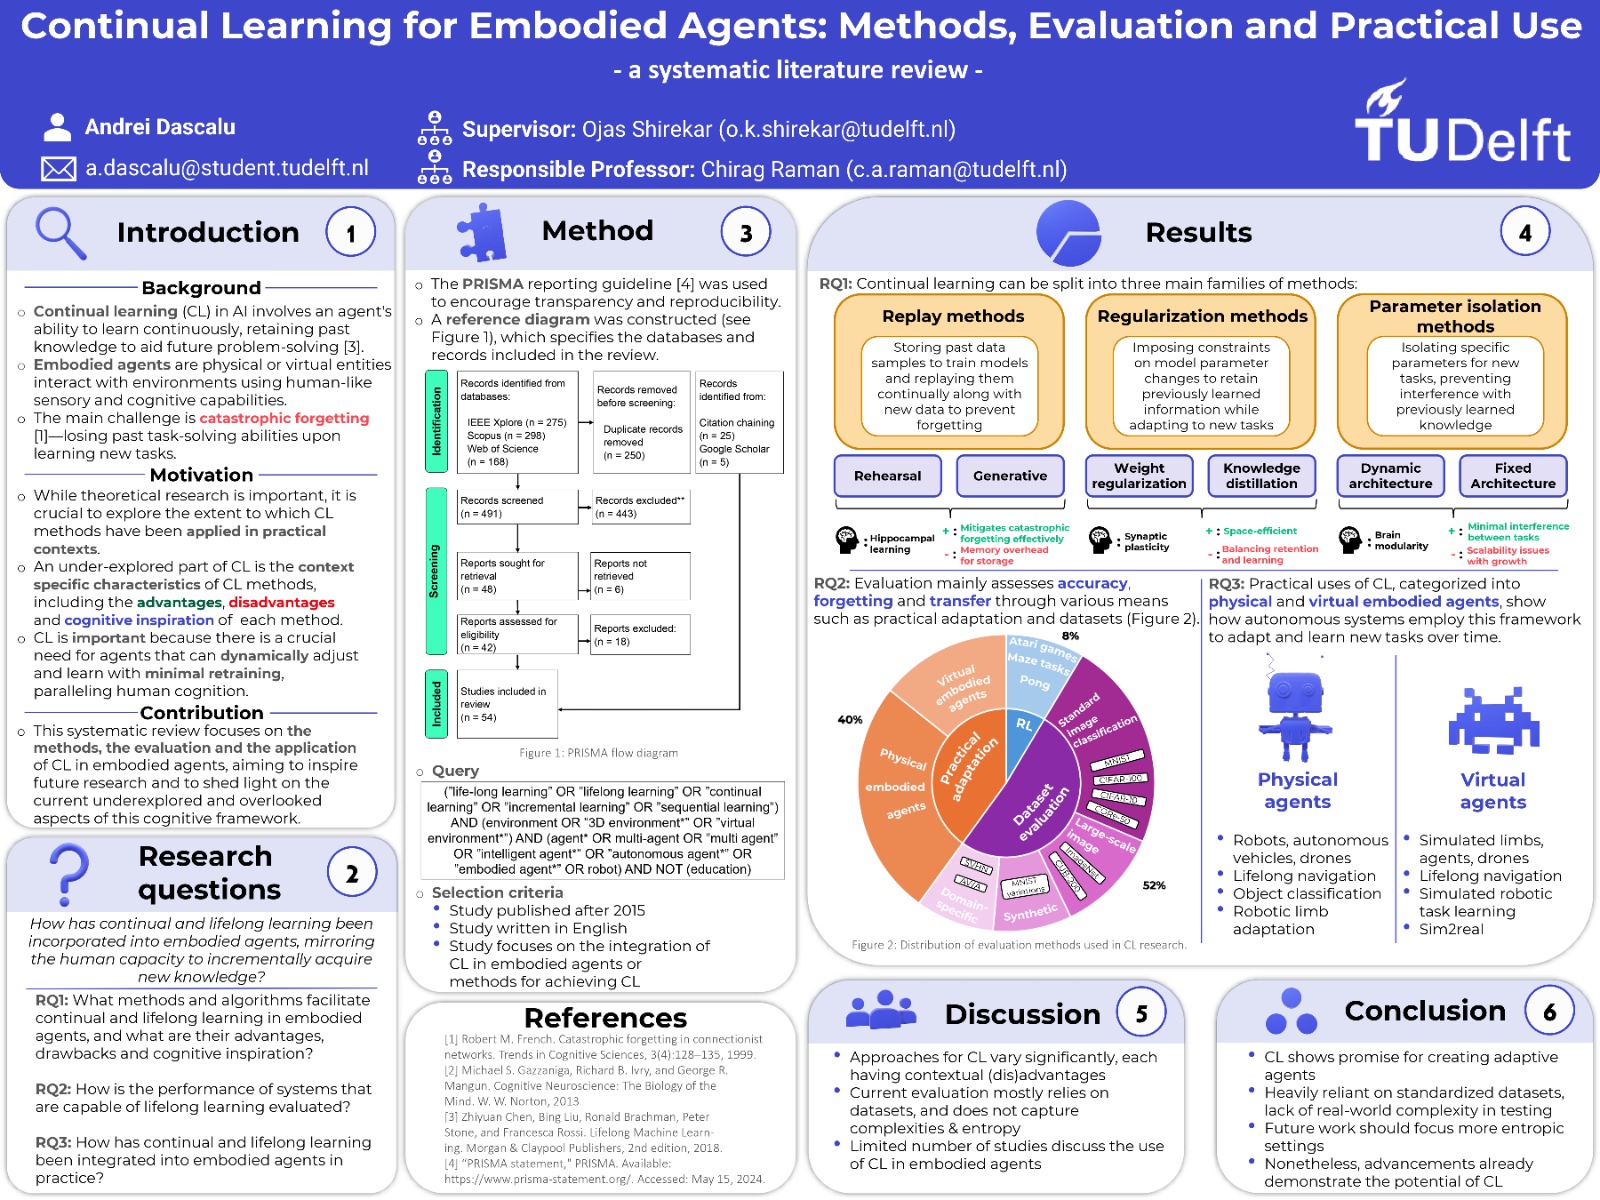 Continual Learning for Embodied Agents: Methods, Evaluation and Practical Use
- a systematic literature review -
Andrei Dascalu
a.dascalu@student.tudelft.nl
Supervisor: Ojas Shirekar (o.k.shirekar@tudelft.nl)
Responsible Professor: Chirag Raman (c.a.raman@tudelft.nl)
TUDelft
Introduction
1
Background
Continual learning (CL) in AI involves an agent's
ability to learn continuously, retaining past
knowledge to aid future problem-solving [3].
Embodied agents are physical or virtual entities
interact with environments using human-like
sensory and cognitive capabilities.
The main challenge is catastrophic forgetting
[1]—losing past task-solving abilities upon
learning new tasks.
Motivation
While theoretical research is important, it is
crucial to explore the extent to which CL
methods have been applied in practical
contexts.
An under-explored part of CL is the context
specific characteristics of CL methods,
including the advantages, disadvantages
and cognitive inspiration of each method.
CL is important because there is a crucial
need for agents that can dynamically adjust
and learn with minimal retraining,
paralleling human cognition.
Contribution
This systematic review focuses on the
methods, the evaluation and the application
of CL in embodied agents, aiming to inspire
future research and to shed light on the
current underexplored and overlooked
aspects of this cognitive framework.
Research
questions
2
How has continual and lifelong learning been
incorporated into embodied agents, mirroring
the human capacity to incrementally acquire
new knowledge?
RQ1: What methods and algorithms facilitate
continual and lifelong learning in embodied
agents, and what are their advantages,
drawbacks and cognitive inspiration?
RQ2: How is the performance of systems that
are capable of lifelong learning evaluated?
RQ3: How has continual and lifelong learning
been integrated into embodied agents in
practice?
Method
3
The PRISMA reporting guideline [4] was used
to encourage transparency and reproducibility.
A reference diagram was constructed (see
Figure 1), which specifies the databases and
records included in the review.
Identification
Records identified from
databases:
IEEE Xplore (n = 275)
Scopus (n = 298)
Web of Science
(n = 168)
Records removed
before screening:
Duplicate records
removed
(n = 250)
Records
identified from:
Citation chaining
(n = 25)
Google Scholar
(n = 5)
Screening
Records screened
(n = 491)
Records excluded**
(n = 443)
Reports sought for
retrieval
(n = 48)
Reports not
retrieved
(n = 6)
Reports assessed for
eligibility
(n = 42)
Reports excluded:
(n = 18)
Included
Studies included in
review
(n = 54)
Figure 1: PRISMA flow diagram
Query
("life-long learning" OR "lifelong learning" OR "continual
learning" OR "incremental learning" OR "sequential learning")
AND (environment OR "3D environment*" OR "virtual
environment*") AND (agent* OR multi-agent OR "multi agent"
OR "intelligent agent*" OR "autonomous agent*" OR
"embodied agent*" OR robot) AND NOT (education)
Selection criteria
Study published after 2015
Study written in English
Study focuses on the integration of
CL in embodied agents or
methods for achieving CL
References
[1] Robert M. French. Catastrophic forgetting in connectionist
networks. Trends in Cognitive Sciences, 3(4):128–135, 1999.
[2] Michael S. Gazzaniga, Richard B. Ivry, and George R.
Mangun. Cognitive Neuroscience: The Biology of the
Mind. W. W. Norton, 2013
[3] Zhiyuan Chen, Bing Liu, Ronald Brachman, Peter
Stone, and Francesca Rossi. Lifelong Machine Learn-
ing. Morgan & Claypool Publishers, 2nd edition, 2018.
[4] "PRISMA statement," PRISMA. Available:
https://www.prisma-statement.org/. Accessed: May 15, 2024.
Results
4
RQ1: Continual learning can be split into three main families of methods:
Replay methods
Storing past data
samples to train models
and replaying them
continually along with
new data to prevent
forgetting
Rehearsal
Generative
: Hippocampal
learning
+ : Mitigates catastrophic
forgetting effectively
- : Memory overhead
for storage
Regularization methods
Imposing constraints
on model parameter
changes to retain
previously learned
information while
adapting to new tasks
Weight
regularization
Knowledge
distillation
: Synaptic
plasticity
+ : Space-efficient
- : Balancing retention
and learning
Parameter isolation
methods
Isolating specific
parameters for new
tasks, preventing
interference with
previously learned
knowledge
Dynamic
architecture
Fixed
Architecture
: Brain
modularity
+ : Minimal interference
between tasks
- : Scalability issues
with growth
RQ2: Evaluation mainly assesses accuracy,
forgetting and transfer through various means
such as practical adaptation and datasets (Figure 2).
8%
Atari games
Maze tasks
Pong
RL
40%
Virtual
embodied
agents
Physical
embodied
agents
Practical
adaptation
52%
Dataset
evaluation
Standard
image
classification
MNIST
CIFAR-100
CIFAR-10
CORe-50
Large-scale
image
ImageNet
CUB-200
Synthetic
MNIST
variations
Domain-
specific
SVHN
Figure 2: Distribution of evaluation methods used in CL research.
RQ3: Practical uses of CL, categorized into
physical and virtual embodied agents, show
how autonomous systems employ this framework
to adapt and learn new tasks over time.
Physical
agents
Robots, autonomous
vehicles, drones
Lifelong navigation
Object classification
Robotic limb
adaptation
Virtual
agents
Simulated limbs,
agents, drones
Lifelong navigation
Simulated robotic
task learning
Sim2real
Discussion
5
Approaches for CL vary significantly, each
having contextual (dis)advantages
Current evaluation mostly relies on
datasets, and does not capture
complexities & entropy
Limited number of studies discuss the use
of CL in embodied agents
Conclusion
6
CL shows promise for creating adaptive
agents
Heavily reliant on standardized datasets,
lack of real-world complexity in testing
Future work should focus more entropic
settings
Nonetheless, advancements already
demonstrate the potential of CL